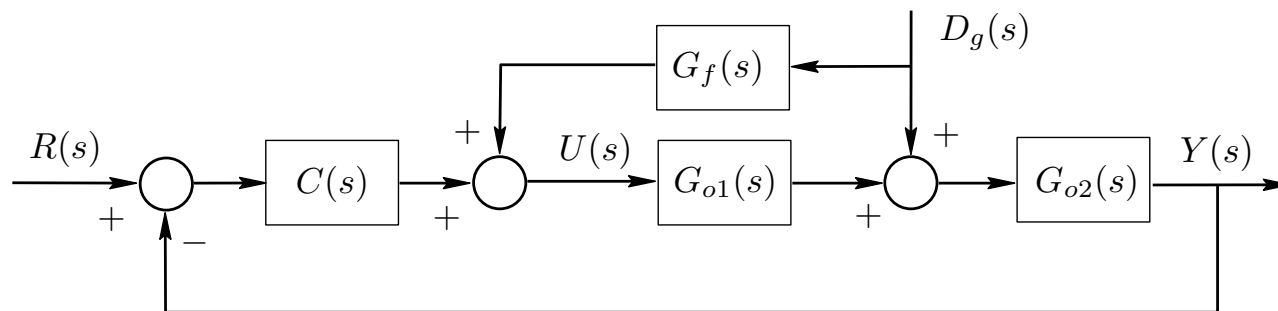 D_g(s)
G_f(s)
+ +
R(s) U(s) Y(s)
C(s) G_{o1}(s) G_{o2}(s)
+ + +
−